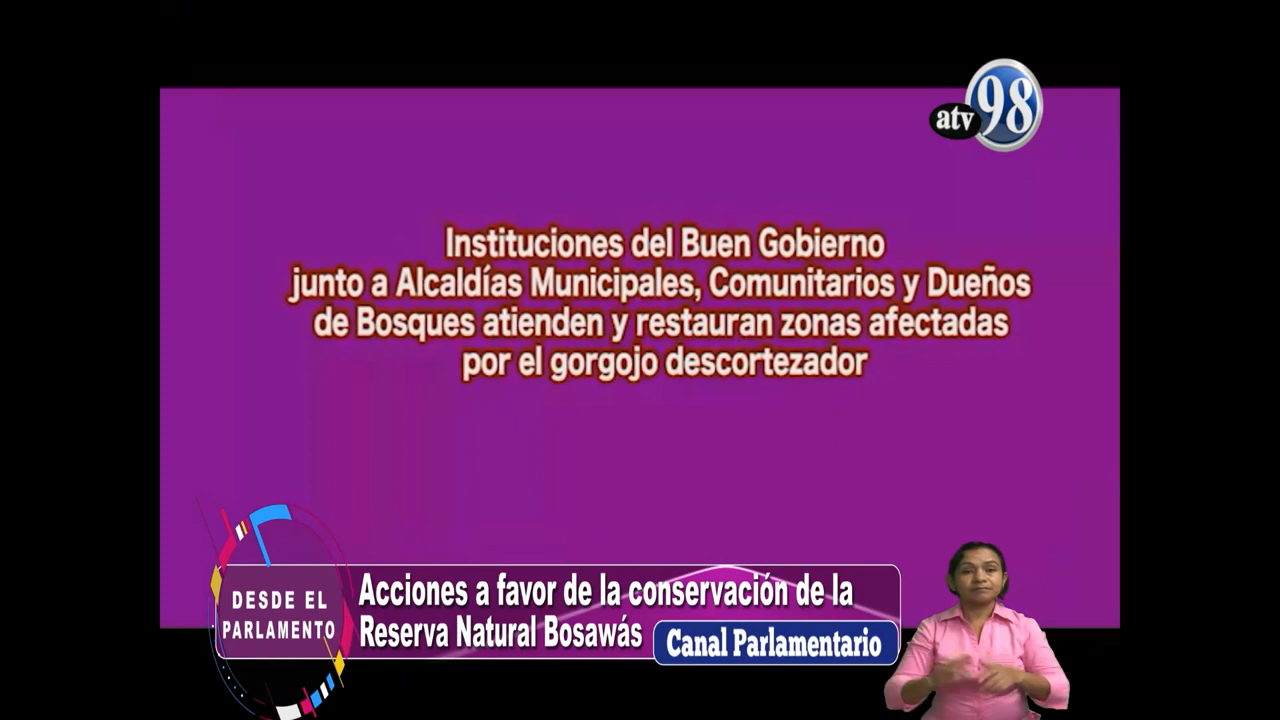 atv 98
Instituciones del Buen Gobierno
junto a Alcaldías Municipales, Comunitarios y Dueños
de Bosques atienden y restauran zonas afectadas
por el gorgojo descortezador
DESDE EL
PARLAMENTO
Acciones a favor de la conservación de la
Reserva Natural Bosawás
Canal Parlamentario